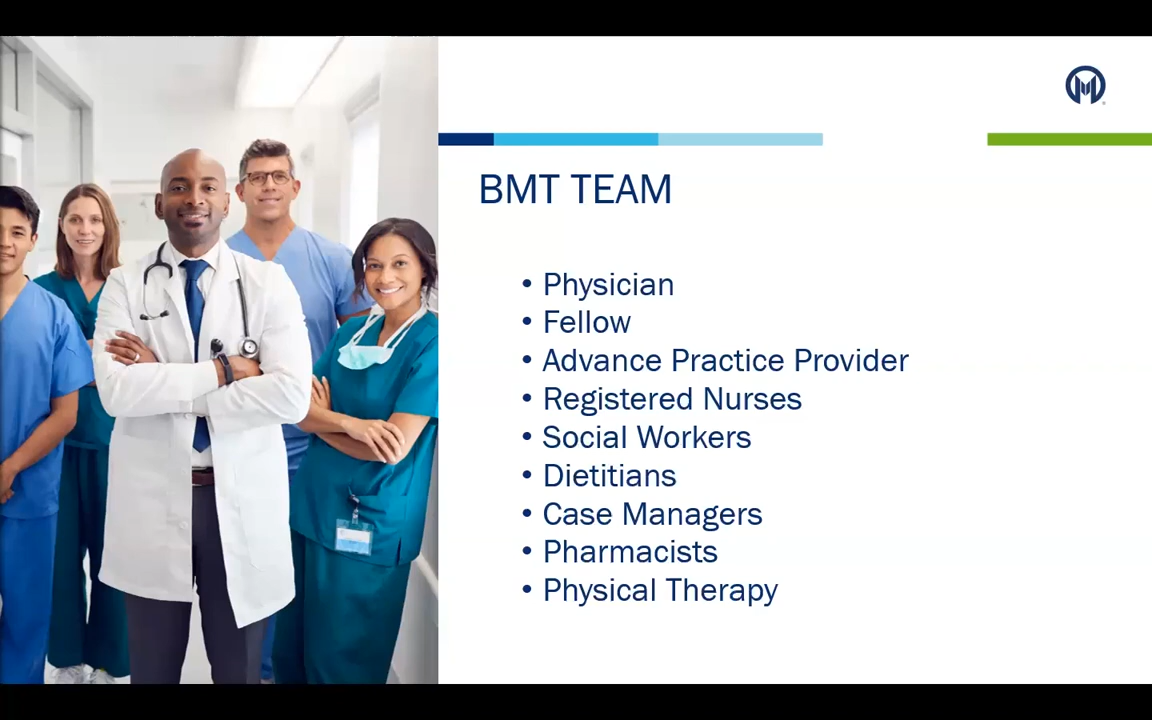 BMT TEAM
• Physician
• Fellow
• Advance Practice Provider
• Registered Nurses
• Social Workers
• Dietitians
• Case Managers
• Pharmacists
• Physical Therapy